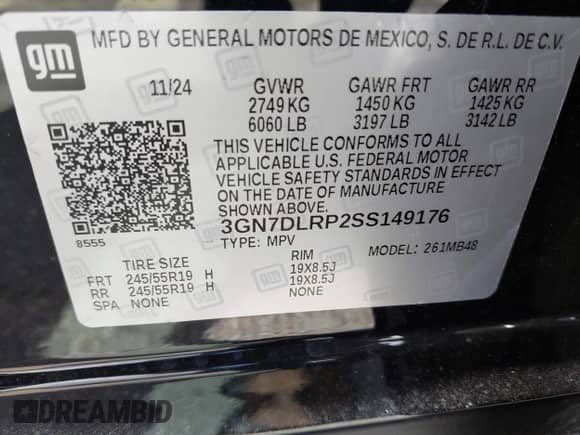 gm
MFD BY GENERAL MOTORS DE MEXICO, S. DE R.L. DE C.V.
11/24 GVWR GAWR FRT GAWR RR
2749 KG 1450 KG 1425 KG
6060 LB 3197 LB 3142 LB
THIS VEHICLE CONFORMS TO ALL
APPLICABLE U.S. FEDERAL MOTOR
VEHICLE SAFETY STANDARDS IN EFFECT
ON THE DATE OF MANUFACTURE
SHOWN ABOVE.
8555
3GN7DLRP2SS149176
TYPE: MPV MODEL: 261MB48
TIRE SIZE RIM
FRT 245/55R19 H 19X8.5J
RR 245/55R19 H 19X8.5J
SPA NONE NONE
DREAMBID